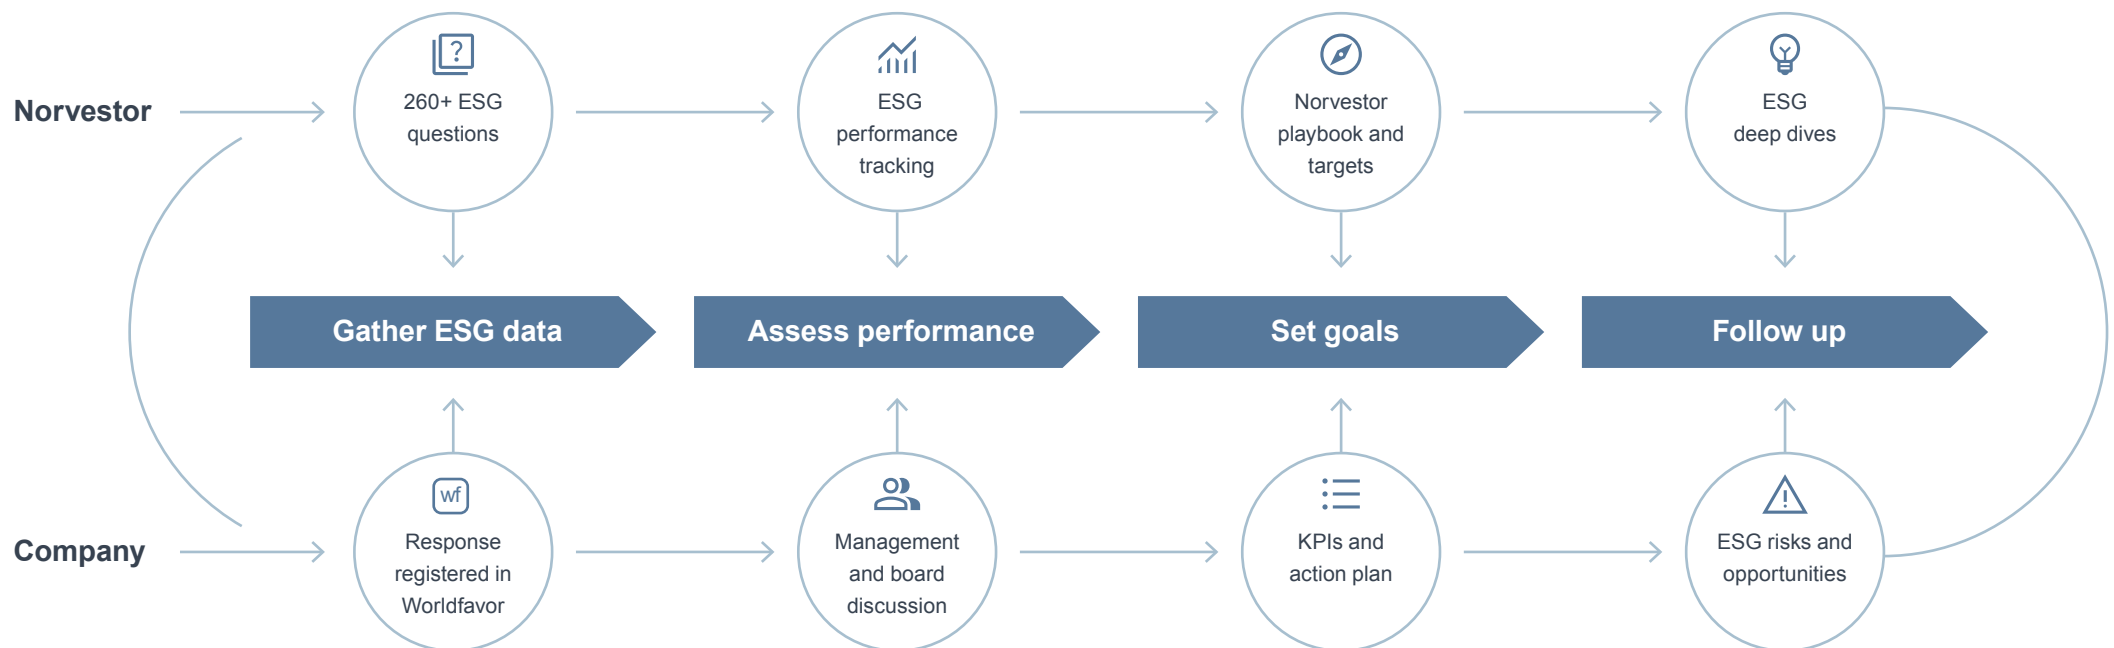 Norvestor
?
260+ ESG
questions
ESG
performance
tracking
Norvestor
playbook and
targets
ESG
deep dives
Gather ESG data
Assess performance
Set goals
Follow up
Company
wf
Response
registered in
Worldfavor
Management
and board
discussion
KPIs and
action plan
ESG risks and
opportunities